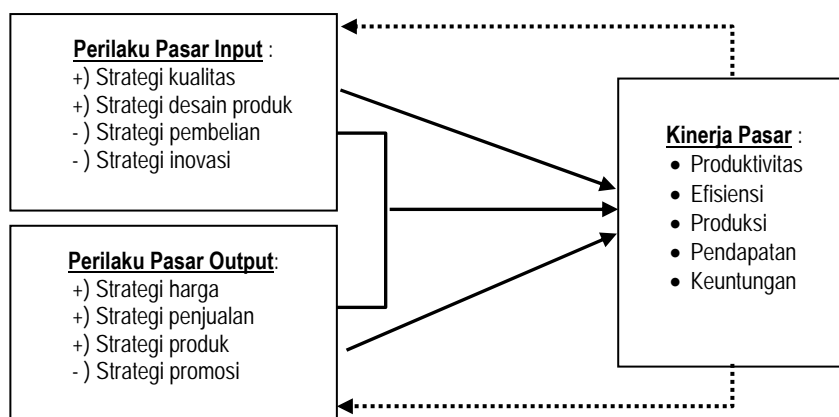 Perilaku Pasar Input :
+) Strategi kualitas
+) Strategi desain produk
- ) Strategi pembelian
- ) Strategi inovasi
Perilaku Pasar Output:
+) Strategi harga
+) Strategi penjualan
+) Strategi produk
- ) Strategi promosi
Kinerja Pasar :
● Produktivitas
● Efisiensi
● Produksi
● Pendapatan
● Keuntungan